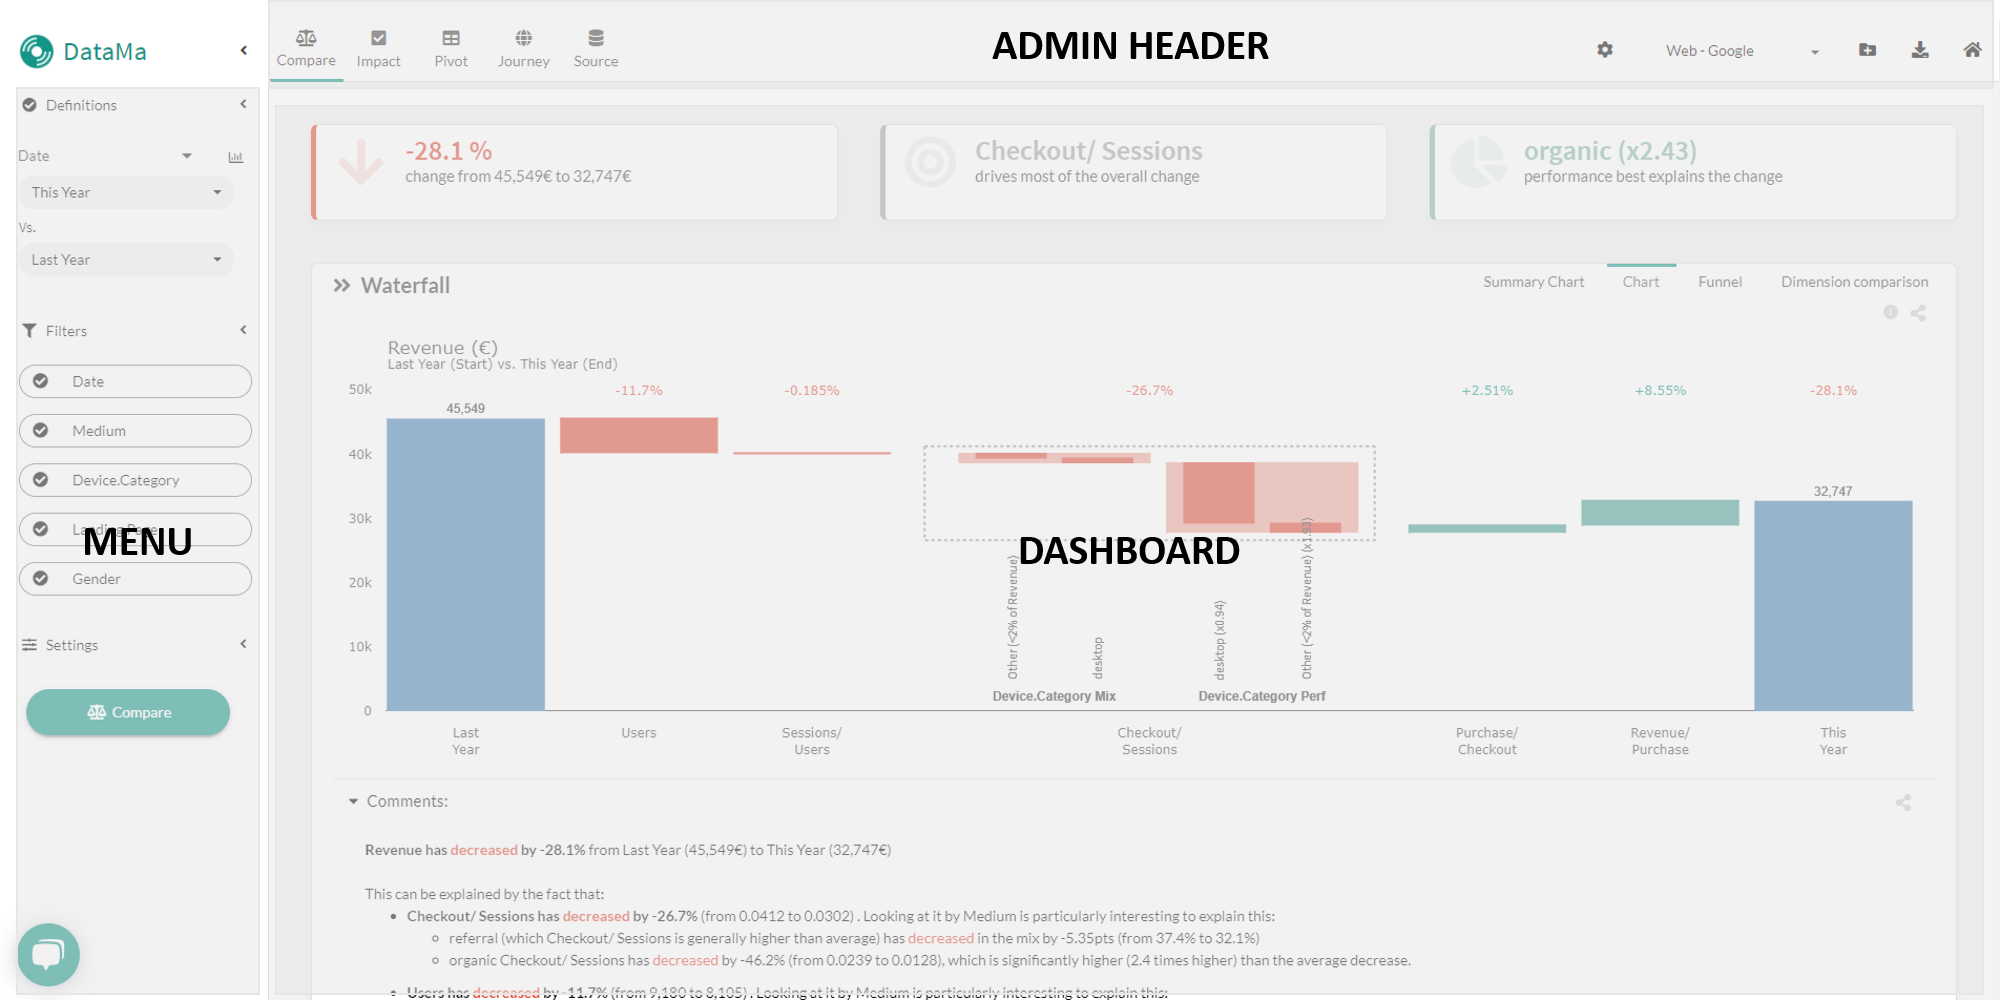 DataMa
Compare
Impact
Pivot
Journey
Source
ADMIN HEADER
Web - Google
Definitions
Date
This Year
Vs.
Last Year
Filters
Date
Medium
Device.Category
Landing Page
MENU
Gender
Settings
Compare
-28.1 %
change from 45,549€ to 32,747€
Checkout/ Sessions
drives most of the overall change
organic (x2.43)
performance best explains the change
Waterfall
Summary Chart
Chart
Funnel
Dimension comparison
Revenue (€)
Last Year (Start) vs. This Year (End)
50k
40k
30k
20k
10k
0
45,549
-11.7%
-0.185%
-26.7%
+2.51%
+8.55%
-28.1%
32,747
DASHBOARD
Other (<2% of Revenue)
desktop
desktop (x0.94)
Other (<2% of Revenue) (x1.93)
Device.Category Mix
Device.Category Perf
Last
Year
Users
Sessions/
Users
Checkout/
Sessions
Purchase/
Checkout
Revenue/
Purchase
This
Year
Comments:
Revenue has decreased by -28.1% from Last Year (45,549€) to This Year (32,747€)
This can be explained by the fact that:
• Checkout/ Sessions has decreased by -26.7% (from 0.0412 to 0.0302) . Looking at it by Medium is particularly interesting to explain this:
◦ referral (which Checkout/ Sessions is generally higher than average) has decreased in the mix by -5.35pts (from 37.4% to 32.1%)
◦ organic Checkout/ Sessions has decreased by -46.2% (from 0.0239 to 0.0128), which is significantly higher (2.4 times higher) than the average decrease.
• Users has decreased by -11.7% (from 9,180 to 8,105) . Looking at it by Medium is particularly interesting to explain this: